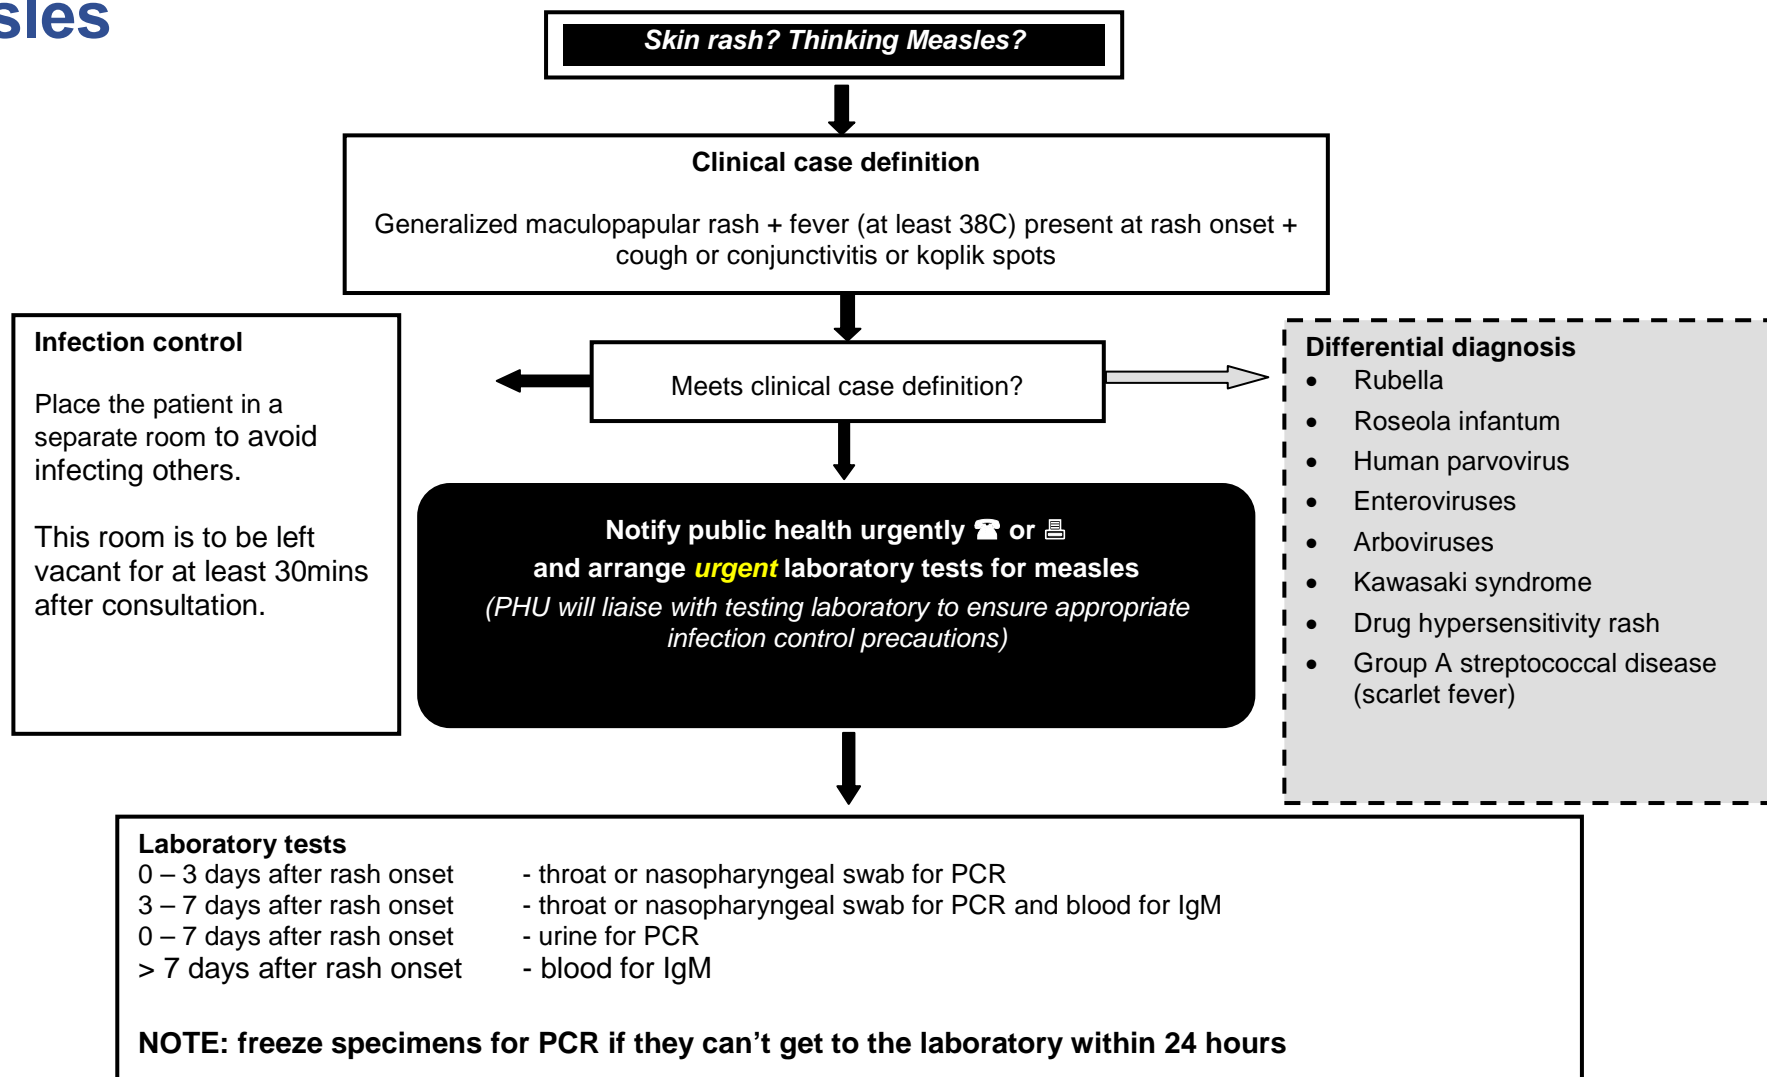 sles
Skin rash? Thinking Measles?
Clinical case definition
Generalized maculopapular rash + fever (at least 38C) present at rash onset +
cough or conjunctivitis or koplik spots
Infection control
Place the patient in a
separate room to avoid
infecting others.
This room is to be left
vacant for at least 30mins
after consultation.
Meets clinical case definition?
Differential diagnosis
• Rubella
• Roseola infantum
• Human parvovirus
• Enteroviruses
• Arboviruses
• Kawasaki syndrome
• Drug hypersensitivity rash
• Group A streptococcal disease
(scarlet fever)
Notify public health urgently ☎ or 🖷
and arrange urgent laboratory tests for measles
(PHU will liaise with testing laboratory to ensure appropriate
infection control precautions)
Laboratory tests
0 – 3 days after rash onset - throat or nasopharyngeal swab for PCR
3 – 7 days after rash onset - throat or nasopharyngeal swab for PCR and blood for IgM
0 – 7 days after rash onset - urine for PCR
> 7 days after rash onset - blood for IgM
NOTE: freeze specimens for PCR if they can’t get to the laboratory within 24 hours